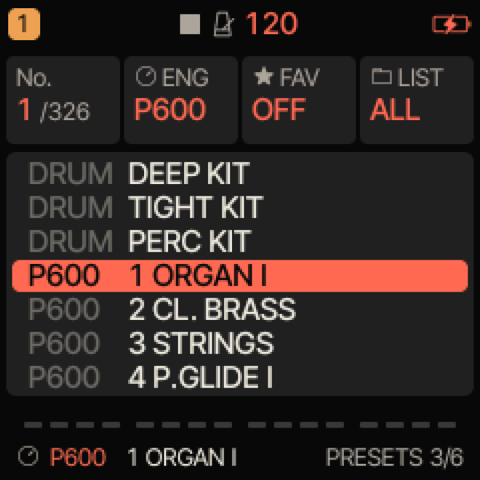 1 120
No. ENG FAV LIST
1 /326 P600 OFF ALL
DRUM DEEP KIT
DRUM TIGHT KIT
DRUM PERC KIT
P600 1 ORGAN I
P600 2 CL. BRASS
P600 3 STRINGS
P600 4 P.GLIDE I
P600 1 ORGAN I PRESETS 3/6